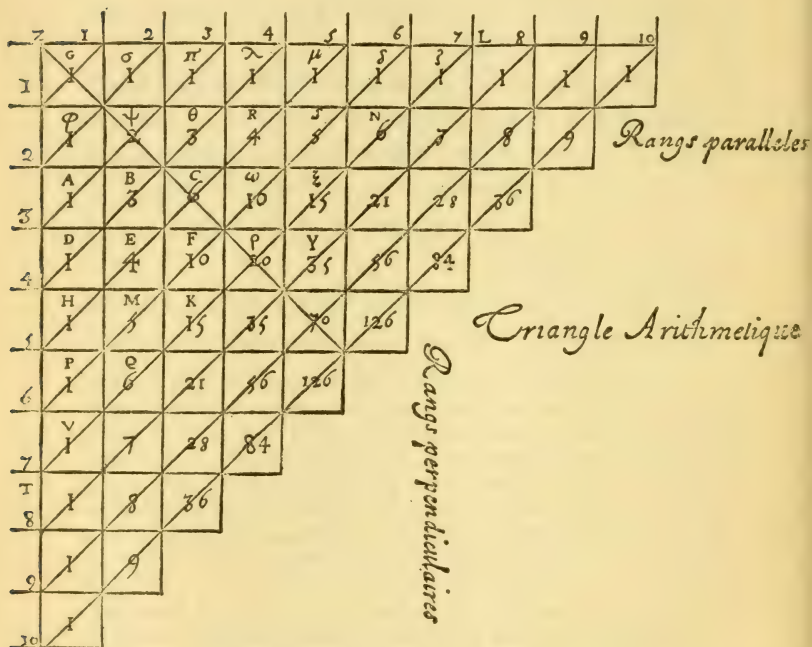 Z 1 2 3 4 5 6 7 L 8 9 10
G σ π λ μ δ ζ
1 1 1 1 1 1 1 1 1 1 1
φ ψ θ R S N
1 2 3 4 5 6 7 8 9
2 Rangs paralleles
A B C ω ξ
1 3 6 10 15 21 28 36
3
D E F ρ Y
1 4 10 20 35 56 84
4
H M K
1 5 15 35 70 126
5 Triangle Arithmetique
P Q
1 6 21 56 126
6
V
1 7 28 84
7
T
1 8 36
8
1 9
9
1
10
Rangs perpendiculaires